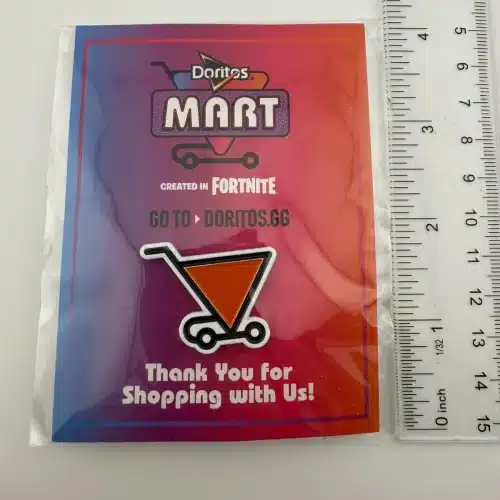 Doritos
MART
CREATED IN FORTNITE
GO TO ▸ DORITOS.GG
Thank You for
Shopping with Us!
4
3
2
1
1/32
0 inch
5
6
7
8
9
10
11
12
13
14
15